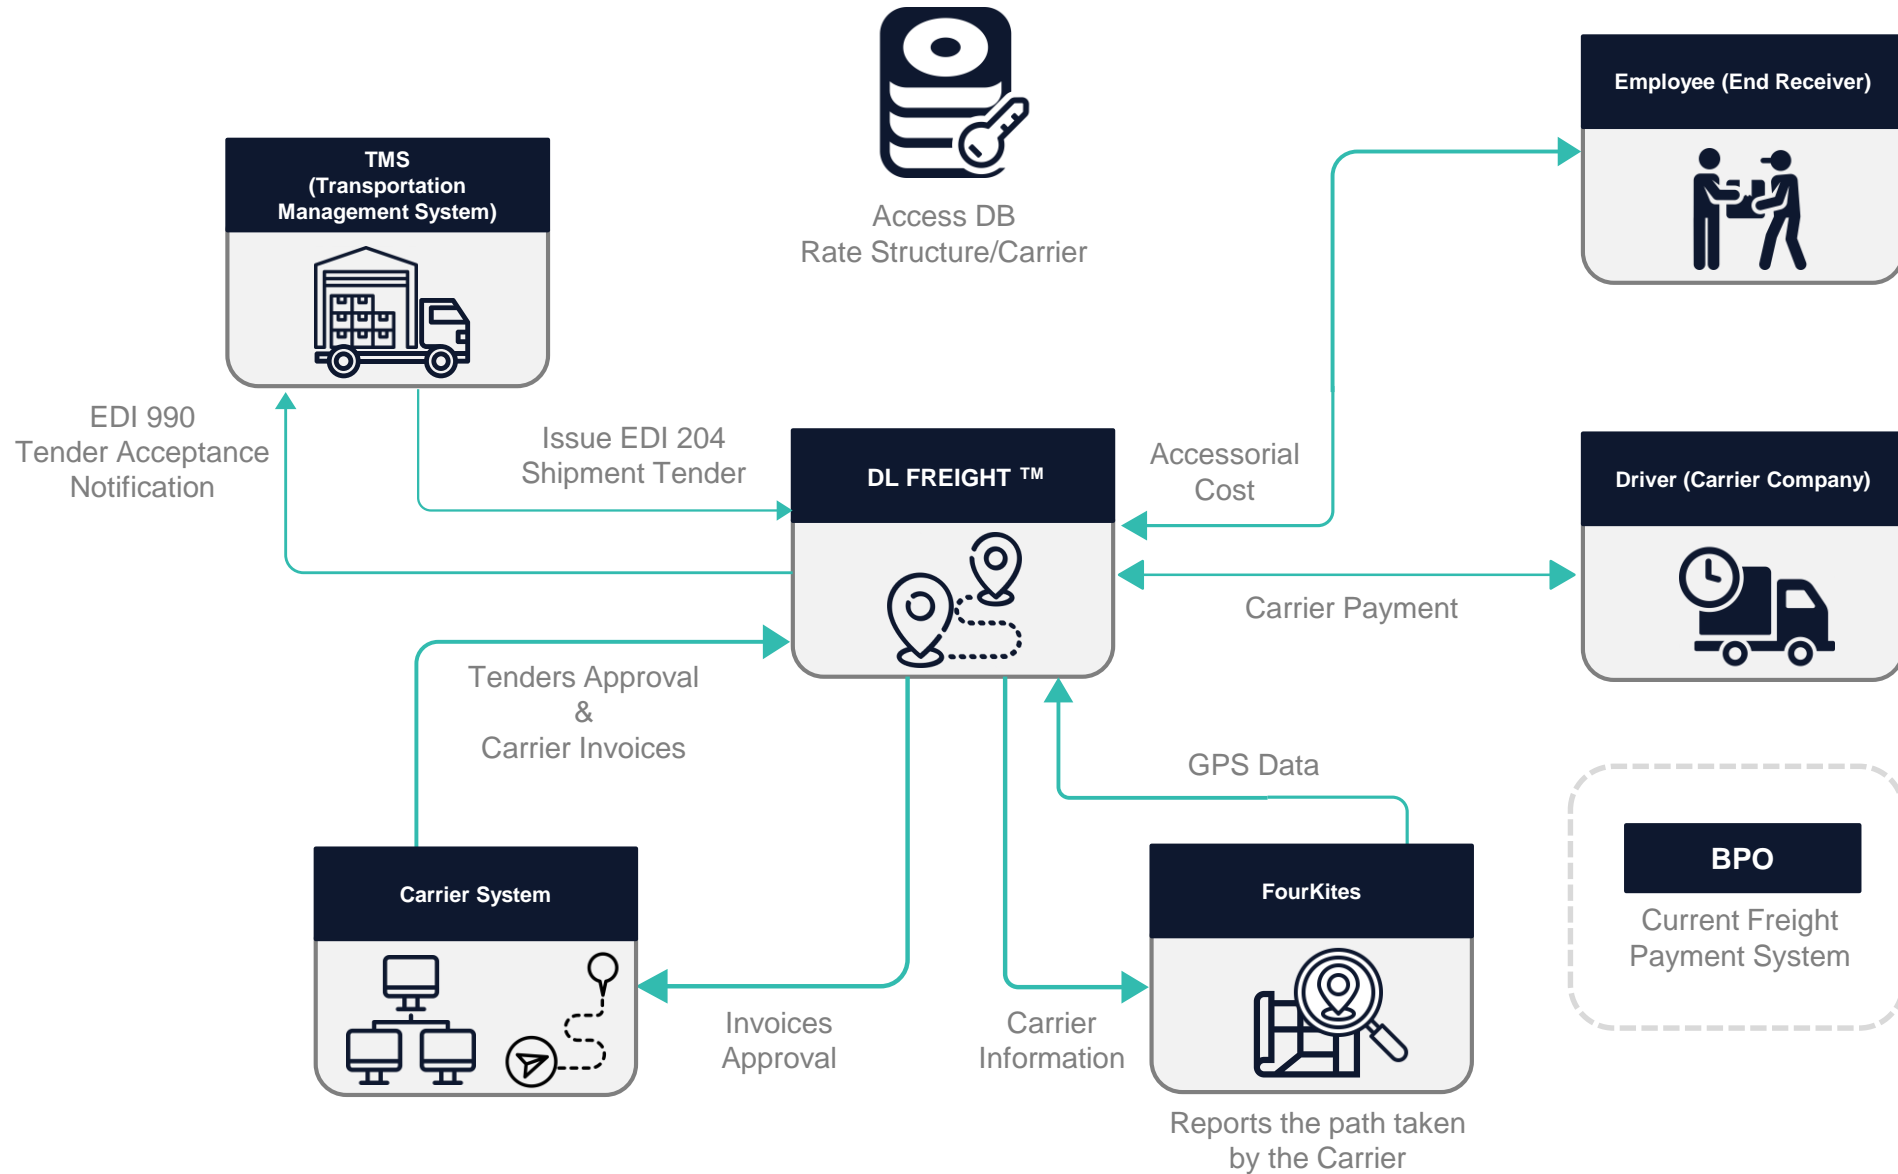 Access DB
Rate Structure/Carrier
Employee (End Receiver)
TMS
(Transportation
Management System)
EDI 990
Tender Acceptance
Notification
Issue EDI 204
Shipment Tender
DL FREIGHT ™
Accessorial
Cost
Driver (Carrier Company)
Carrier Payment
Tenders Approval
&
Carrier Invoices
GPS Data
Carrier System
FourKites
BPO
Current Freight
Payment System
Invoices
Approval
Carrier
Information
Reports the path taken
by the Carrier